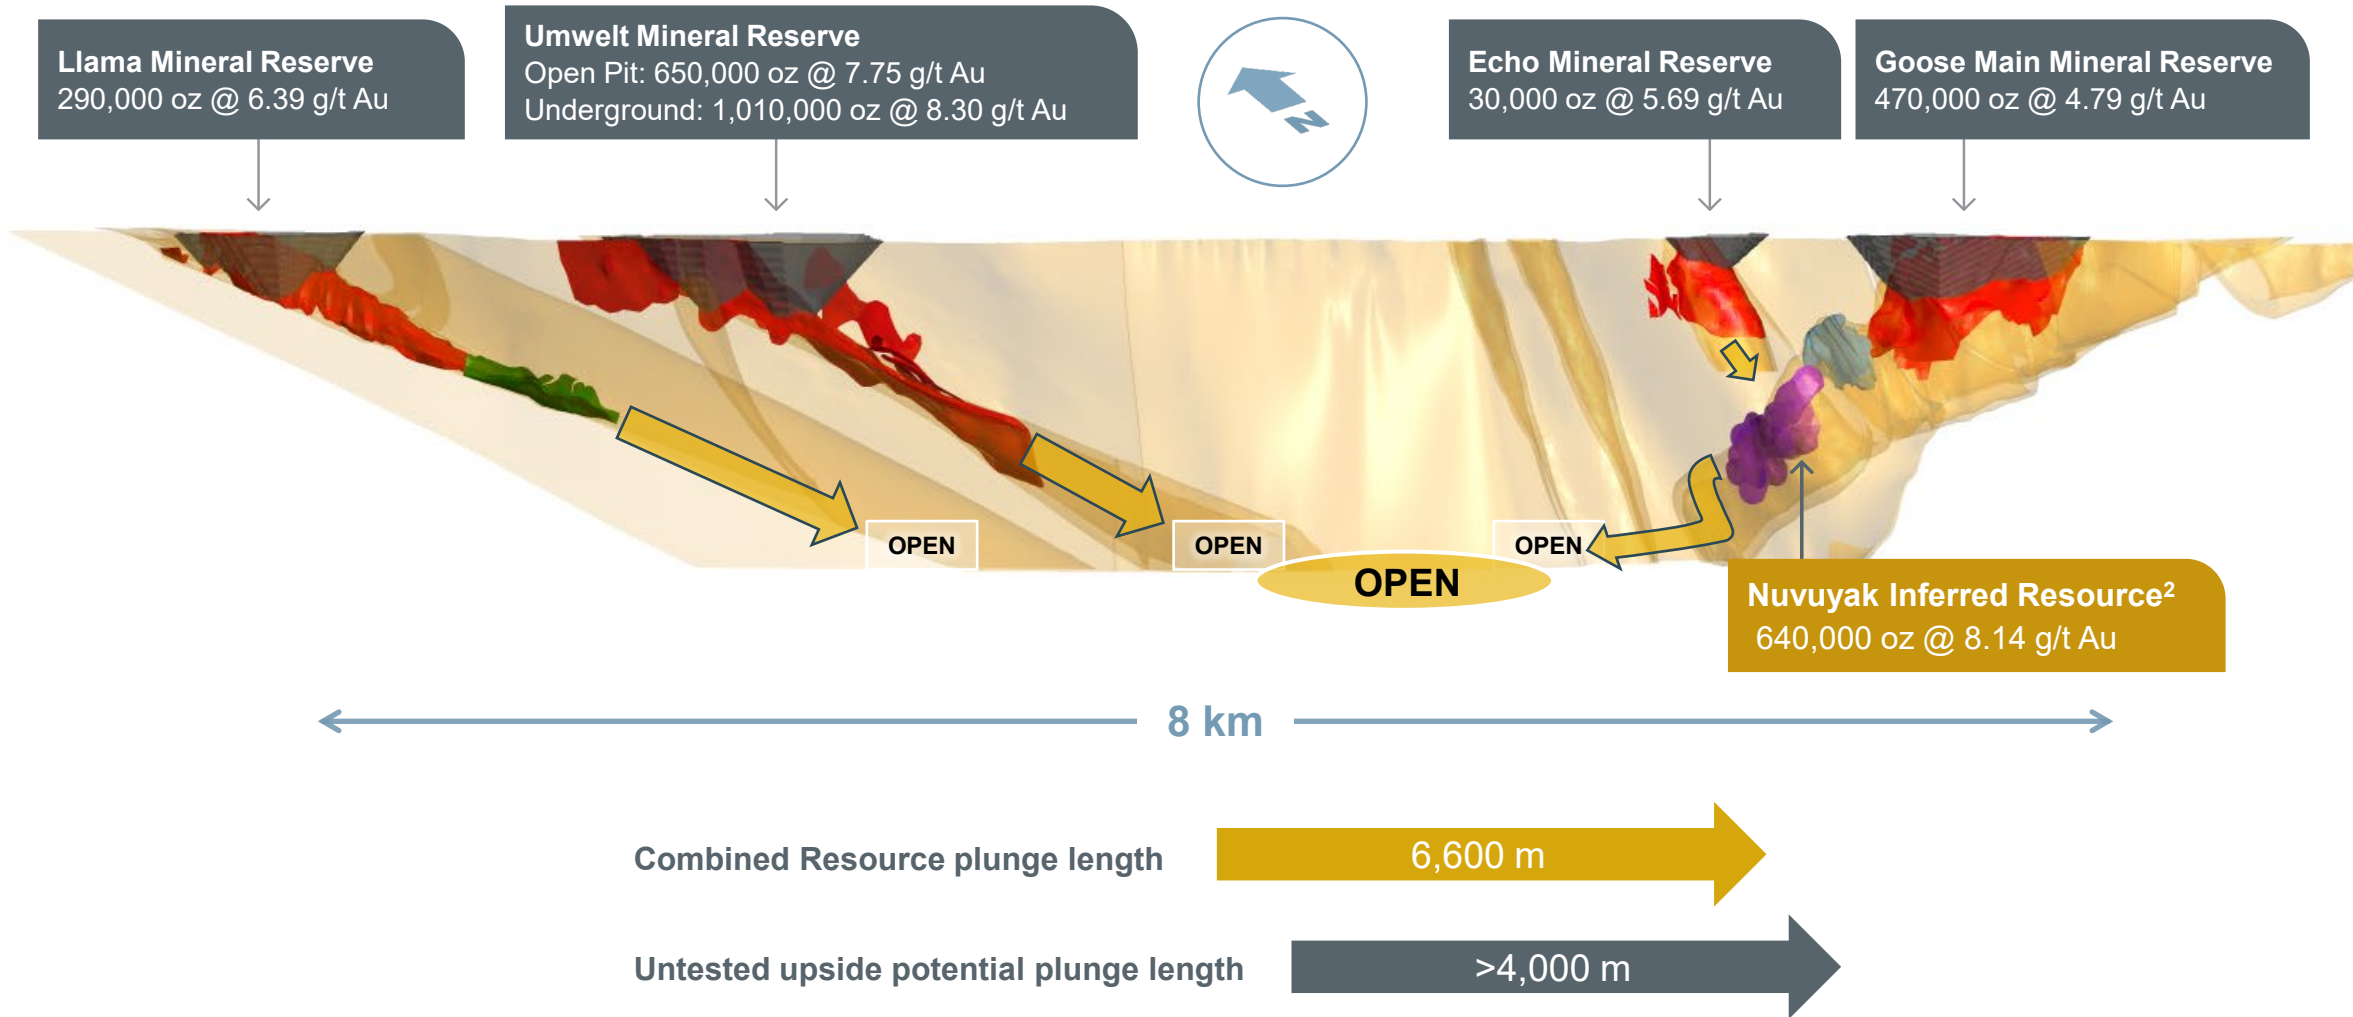 Llama Mineral Reserve
290,000 oz @ 6.39 g/t Au
Umwelt Mineral Reserve
Open Pit: 650,000 oz @ 7.75 g/t Au
Underground: 1,010,000 oz @ 8.30 g/t Au
N
Echo Mineral Reserve
30,000 oz @ 5.69 g/t Au
Goose Main Mineral Reserve
470,000 oz @ 4.79 g/t Au
OPEN
OPEN
OPEN
OPEN
Nuvuyak Inferred Resource²
640,000 oz @ 8.14 g/t Au
8 km
Combined Resource plunge length
6,600 m
Untested upside potential plunge length
>4,000 m